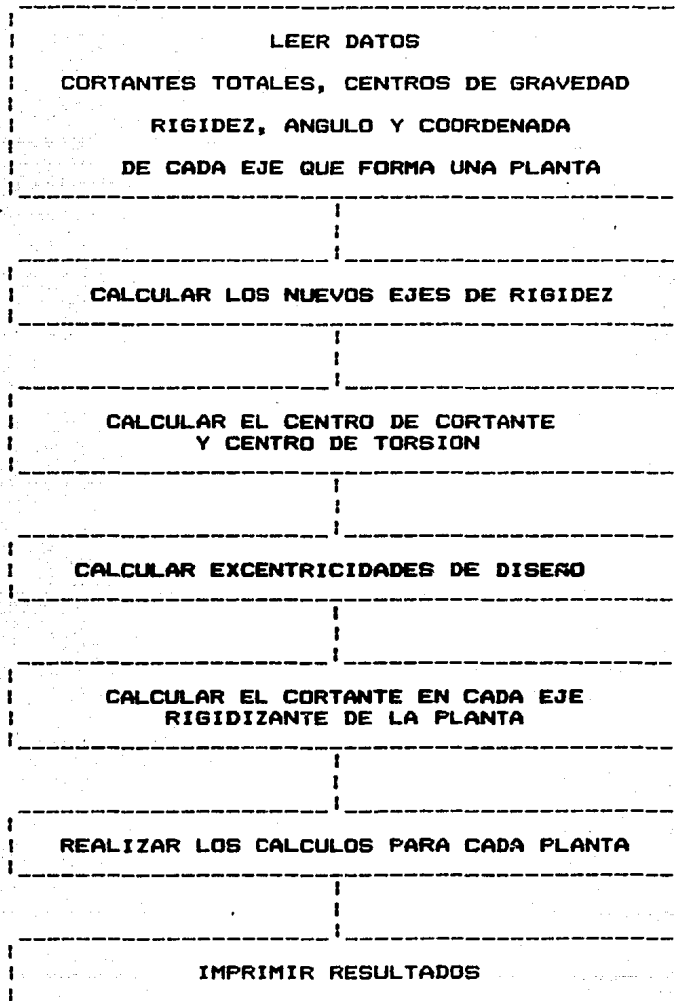 LEER DATOS
CORTANTES TOTALES, CENTROS DE GRAVEDAD
RIGIDEZ, ANGULO Y COORDENADA
DE CADA EJE QUE FORMA UNA PLANTA
CALCULAR LOS NUEVOS EJES DE RIGIDEZ
CALCULAR EL CENTRO DE CORTANTE
Y CENTRO DE TORSION
CALCULAR EXCENTRICIDADES DE DISEÑO
CALCULAR EL CORTANTE EN CADA EJE
RIGIDIZANTE DE LA PLANTA
REALIZAR LOS CALCULOS PARA CADA PLANTA
IMPRIMIR RESULTADOS